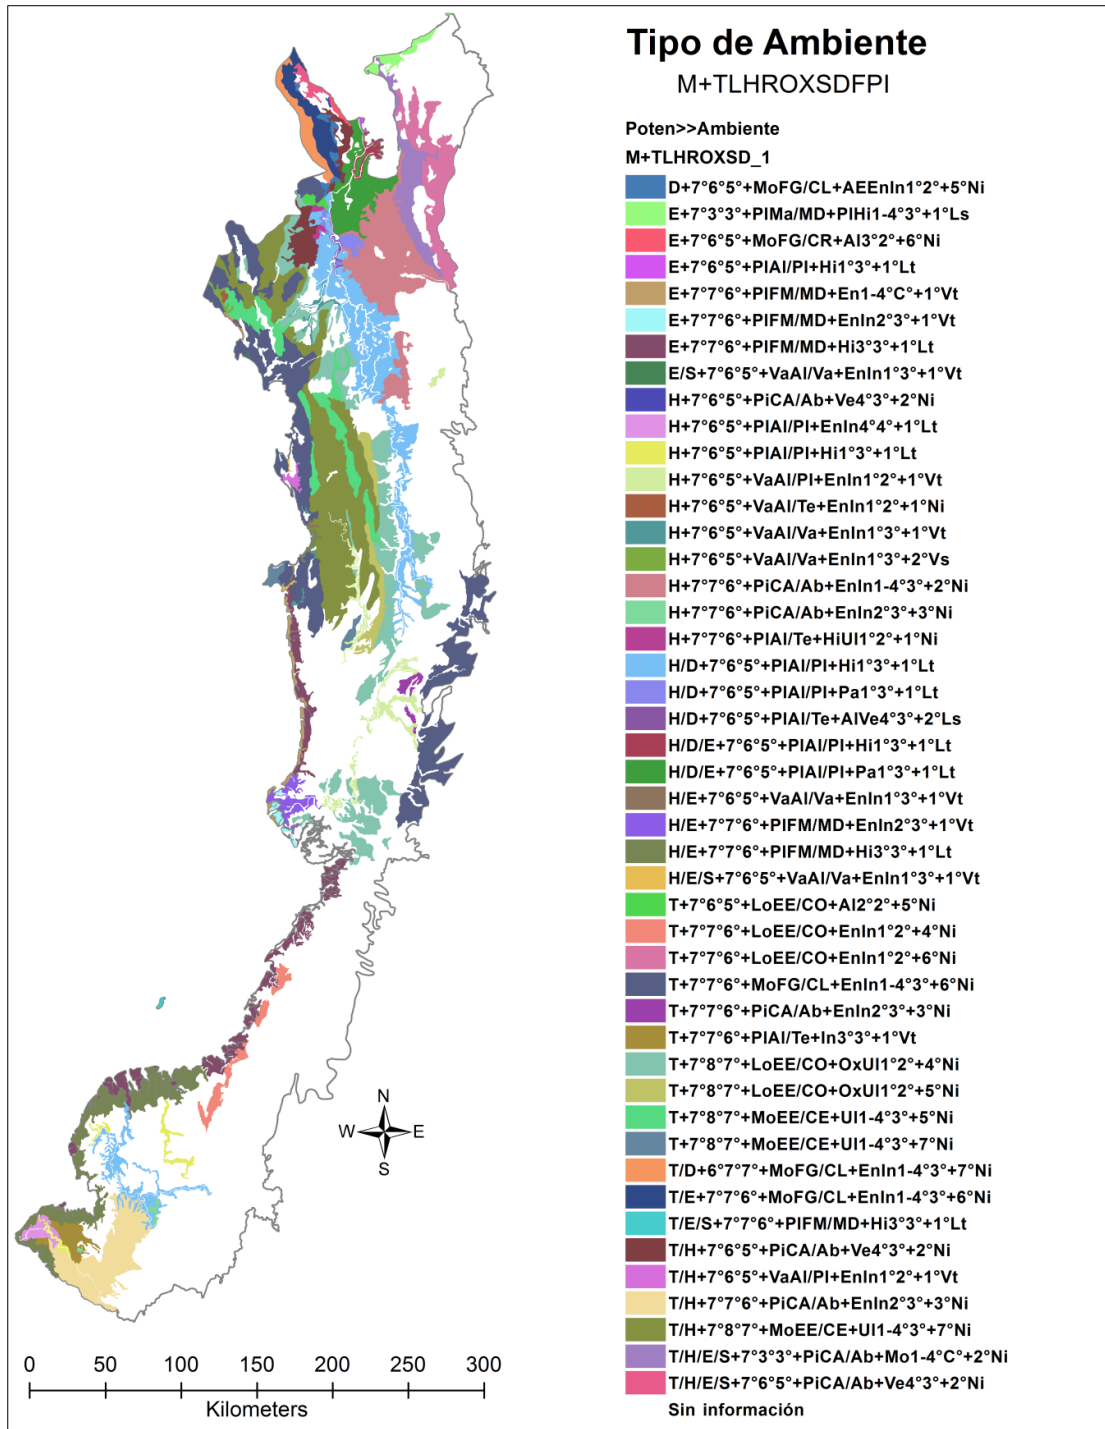 Tipo de Ambiente
M+TLHROXSDFPI
Poten>>Ambiente
M+TLHROXSD_1
D+7°6°5°+MoFG/CL+AEEnIn1°2°+5°Ni
E+7°3°3°+PlMa/MD+PlHi1-4°3°+1°Ls
E+7°6°5°+MoFG/CR+Al3°2°+6°Ni
E+7°6°5°+PlAl/Pl+Hi1°3°+1°Lt
E+7°7°6°+PlFM/MD+En1-4°C°+1°Vt
E+7°7°6°+PlFM/MD+EnIn2°3°+1°Vt
E+7°7°6°+PlFM/MD+Hi3°3°+1°Lt
E/S+7°6°5°+VaAl/Va+EnIn1°3°+1°Vt
H+7°6°5°+PiCA/Ab+Ve4°3°+2°Ni
H+7°6°5°+PlAl/Pl+EnIn4°4°+1°Lt
H+7°6°5°+PlAl/Pl+Hi1°3°+1°Lt
H+7°6°5°+VaAl/Pl+EnIn1°2°+1°Vt
H+7°6°5°+VaAl/Te+EnIn1°2°+1°Ni
H+7°6°5°+VaAl/Va+EnIn1°3°+1°Vt
H+7°6°5°+VaAl/Va+EnIn1°3°+2°Vs
H+7°7°6°+PiCA/Ab+EnIn1-4°3°+2°Ni
H+7°7°6°+PiCA/Ab+EnIn2°3°+3°Ni
H+7°7°6°+PlAl/Te+HiUl1°2°+1°Ni
H/D+7°6°5°+PlAl/Pl+Hi1°3°+1°Lt
H/D+7°6°5°+PlAl/Pl+Pa1°3°+1°Lt
H/D+7°6°5°+PlAl/Te+AlVe4°3°+2°Ls
H/D/E+7°6°5°+PlAl/Pl+Hi1°3°+1°Lt
H/D/E+7°6°5°+PlAl/Pl+Pa1°3°+1°Lt
H/E+7°6°5°+VaAl/Va+EnIn1°3°+1°Vt
H/E+7°7°6°+PlFM/MD+EnIn2°3°+1°Vt
H/E+7°7°6°+PlFM/MD+Hi3°3°+1°Lt
H/E/S+7°6°5°+VaAl/Va+EnIn1°3°+1°Vt
T+7°6°5°+LoEE/CO+Al2°2°+5°Ni
T+7°7°6°+LoEE/CO+EnIn1°2°+4°Ni
T+7°7°6°+LoEE/CO+EnIn1°2°+6°Ni
T+7°7°6°+MoFG/CL+EnIn1-4°3°+6°Ni
T+7°7°6°+PiCA/Ab+EnIn2°3°+3°Ni
T+7°7°6°+PlAl/Te+In3°3°+1°Vt
T+7°8°7°+LoEE/CO+OxUl1°2°+4°Ni
T+7°8°7°+LoEE/CO+OxUl1°2°+5°Ni
T+7°8°7°+MoEE/CE+Ul1-4°3°+5°Ni
T+7°8°7°+MoEE/CE+Ul1-4°3°+7°Ni
T/D+6°7°7°+MoFG/CL+EnIn1-4°3°+7°Ni
T/E+7°7°6°+MoFG/CL+EnIn1-4°3°+6°Ni
T/E/S+7°7°6°+PlFM/MD+Hi3°3°+1°Lt
T/H+7°6°5°+PiCA/Ab+Ve4°3°+2°Ni
T/H+7°6°5°+VaAl/Pl+EnIn1°2°+1°Vt
T/H+7°7°6°+PiCA/Ab+EnIn2°3°+3°Ni
T/H+7°8°7°+MoEE/CE+Ul1-4°3°+7°Ni
T/H/E/S+7°3°3°+PiCA/Ab+Mo1-4°C°+2°Ni
T/H/E/S+7°6°5°+PiCA/Ab+Ve4°3°+2°Ni
Sin información
N
W E
S
0 50 100 150 200 250 300
Kilometers